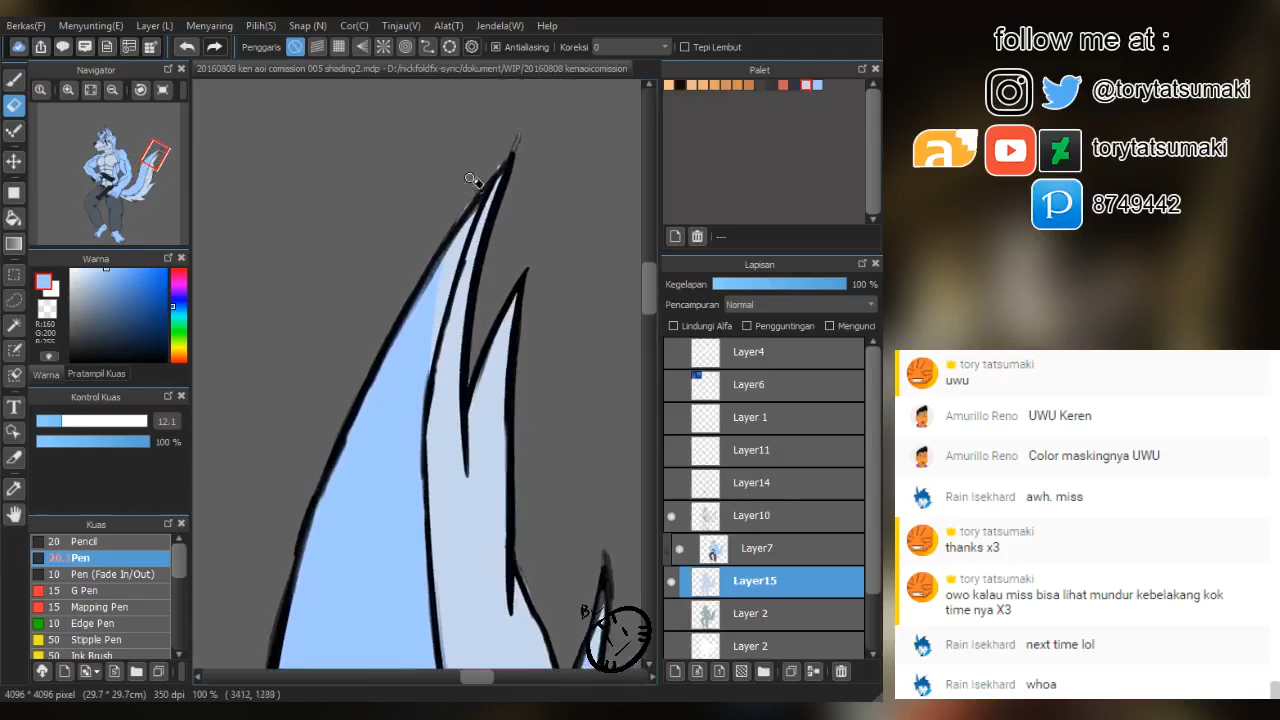 Berkas(F) Menyunting(E) Layer (L) Menyaring Pilih(S) Snap (N) Cor(C) Tinjau(V) Alat(T) Jendela(W) Help
Penggaris Antialiasing Koreksi 0 Tepi Lembut
Navigator
20160808 ken aoi comission 005 shading2.mdp - D:/nickfoldfx-sync/dokument/WIP/20160808 kenaoicomission
Palet
---
Warna
R:160
G:200
B:255
Warna Pratampil Kuas
Kontrol Kuas
12.1
100 %
Kuas
20 Pencil
20.1 Pen
10 Pen (Fade In/Out)
15 G Pen
15 Mapping Pen
10 Edge Pen
50 Stipple Pen
50 Ink Brush
Lapisan
Kegelapan 100 %
Pencampuran Normal
Lindungi Alfa Pengguntingan Mengunci
Layer4
Layer6
Layer 1
Layer11
Layer14
Layer10
Layer7
Layer15
Layer 2
Layer 2
4096 * 4096 pixel (29.7 * 29.7cm) 350 dpi 100 % ( 3412, 1289 )
follow me at :
@torytatsumaki
torytatsumaki
8749442
tory tatsumaki
uwu
Amurillo Reno UWU Keren
Amurillo Reno Color maskingnya UWU
Rain Isekhard awh. miss
tory tatsumaki
thanks x3
tory tatsumaki
owo kalau miss bisa lihat mundur kebelakang kok
time nya X3
Rain Isekhard next time lol
Rain Isekhard whoa